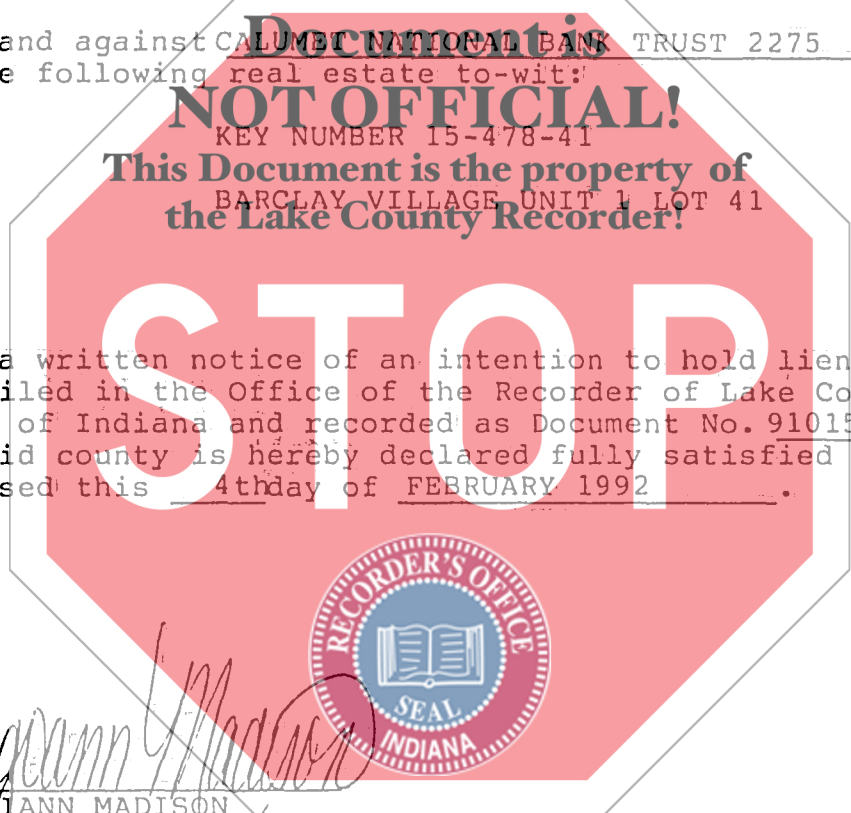 and against CALUMET NATIONAL BANK TRUST 2275
Document is
e following real estate to-wit:
NOT OFFICIAL!
KEY NUMBER 15-478-41
This Document is the property of
BARCLAY VILLAGE UNIT 1 LOT 41
the Lake County Recorder!
STOP
a written notice of an intention to hold lien
iled in the Office of the Recorder of Lake Co
of Indiana and recorded as Document No. 91015
id county is hereby declared fully satisfied
sed this 4th day of FEBRUARY 1992.
RECORDER'S OFFICE
SEAL
INDIANA
ANN MADISON